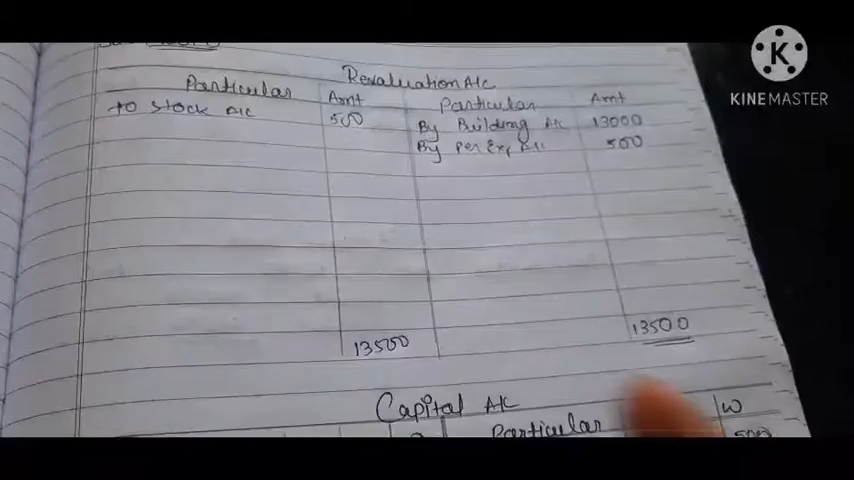 KINEMASTER
Revaluation A/c
Particular Amt Particular Amt
To Stock A/c 500 By Building A/c 13000
By Per Exp A/c 500
13500 13500
Capital A/c
Particular W